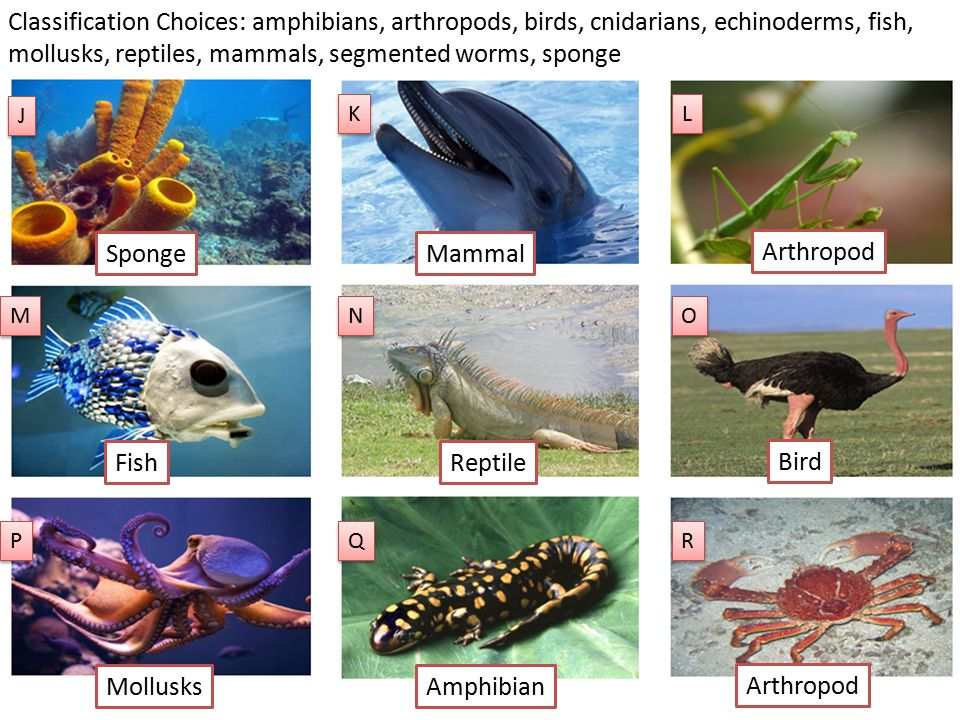 Classification Choices: amphibians, arthropods, birds, cnidarians, echinoderms, fish,
mollusks, reptiles, mammals, segmented worms, sponge
J
K
L
Sponge
Mammal
Arthropod
M
N
O
Fish
Reptile
Bird
P
Q
R
Mollusks
Amphibian
Arthropod